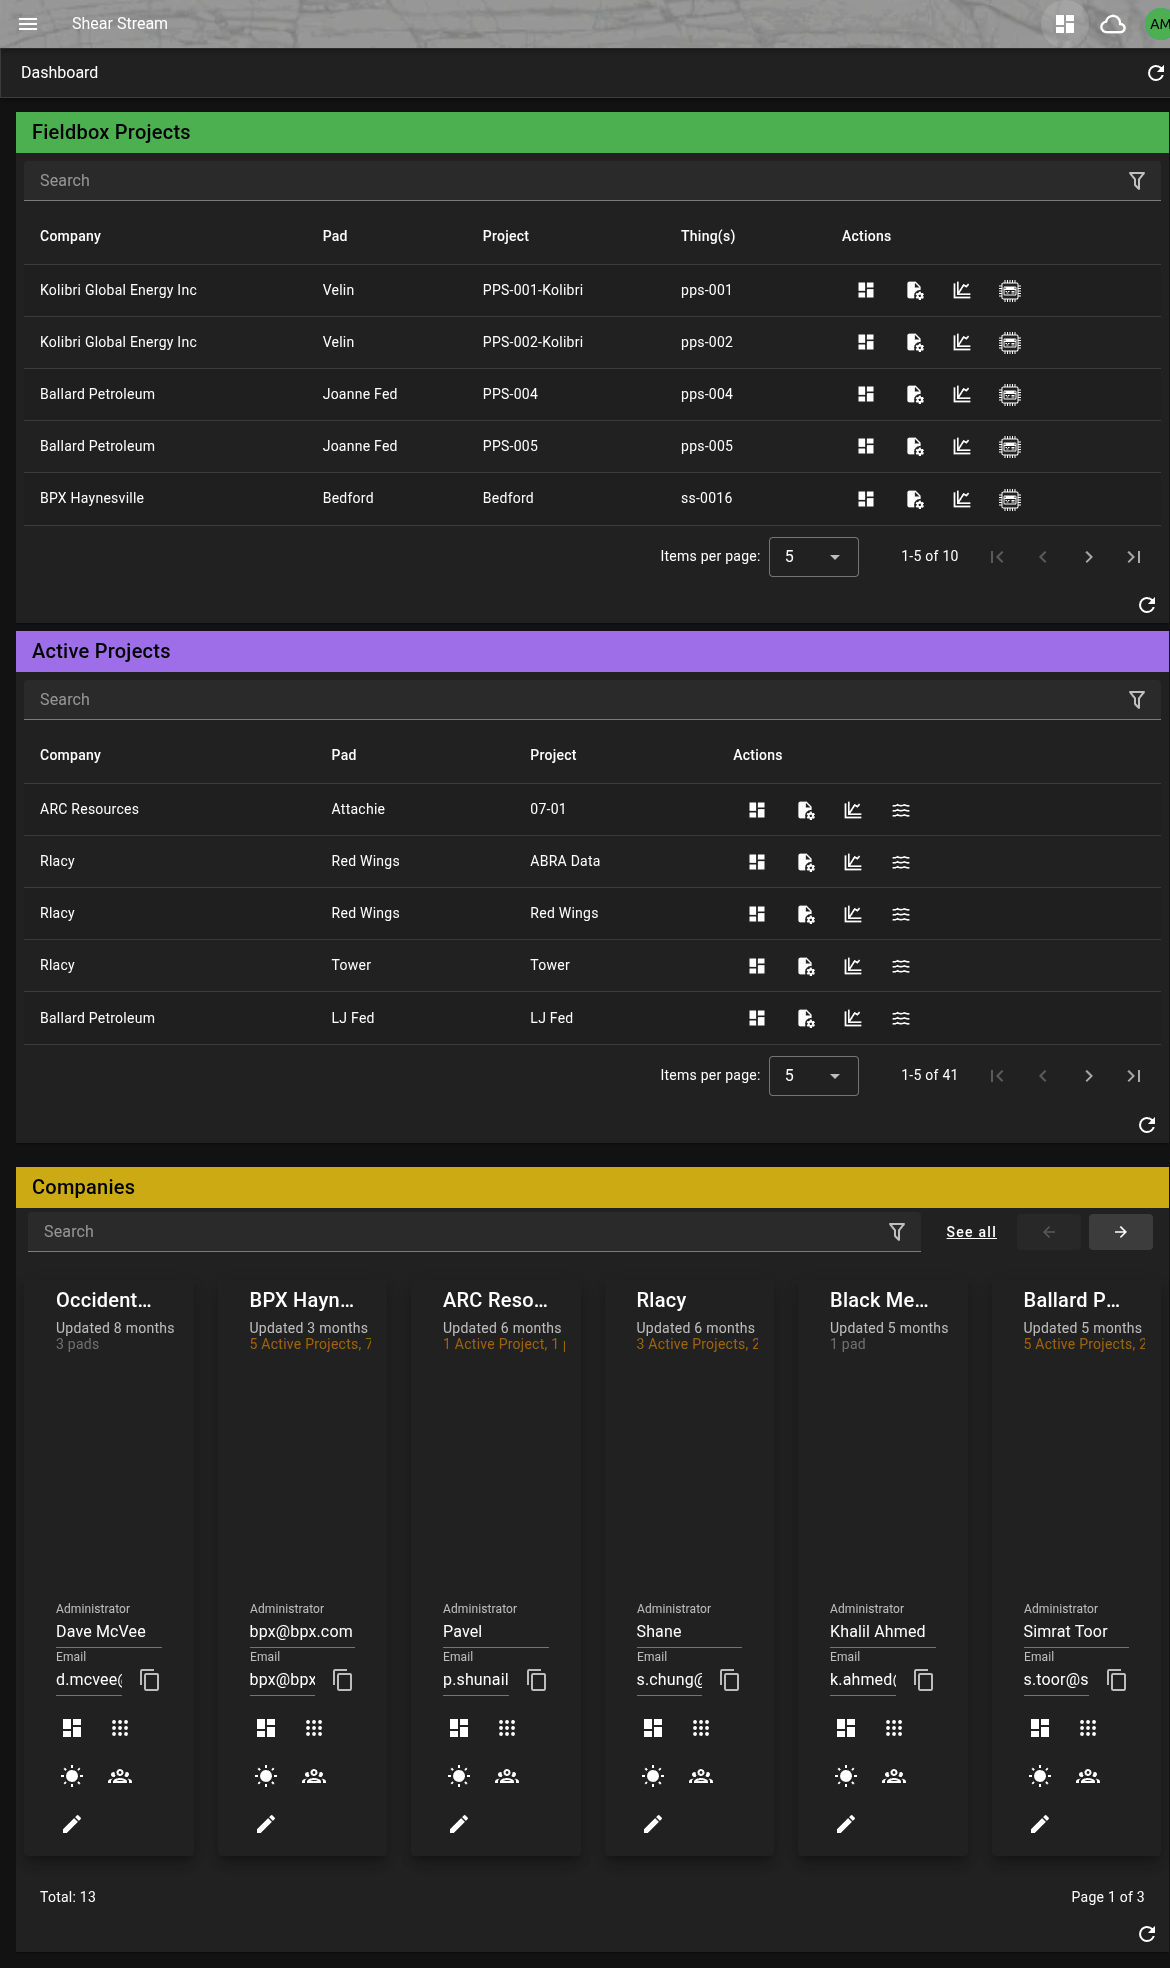 Shear Stream
AM
Dashboard
Fieldbox Projects
Search
Company Pad Project Thing(s) Actions
Kolibri Global Energy Inc Velin PPS-001-Kolibri pps-001
Kolibri Global Energy Inc Velin PPS-002-Kolibri pps-002
Ballard Petroleum Joanne Fed PPS-004 pps-004
Ballard Petroleum Joanne Fed PPS-005 pps-005
BPX Haynesville Bedford Bedford ss-0016
Items per page: 5 1-5 of 10
Active Projects
Search
Company Pad Project Actions
ARC Resources Attachie 07-01
Rlacy Red Wings ABRA Data
Rlacy Red Wings Red Wings
Rlacy Tower Tower
Ballard Petroleum LJ Fed LJ Fed
Items per page: 5 1-5 of 41
Companies
Search See all
Occident... BPX Hayn... ARC Reso... Rlacy Black Me... Ballard P...
Updated 8 months Updated 3 months Updated 6 months Updated 6 months Updated 5 months Updated 5 months
3 pads 5 Active Projects, 7 1 Active Project, 1 3 Active Projects, 2 1 pad 5 Active Projects, 2
Administrator Administrator Administrator Administrator Administrator Administrator
Dave McVee bpx@bpx.com Pavel Shane Khalil Ahmed Simrat Toor
Email Email Email Email Email Email
d.mcvee@ bpx@bpx p.shunail s.chung@ k.ahmed( s.toor@s
Total: 13 Page 1 of 3